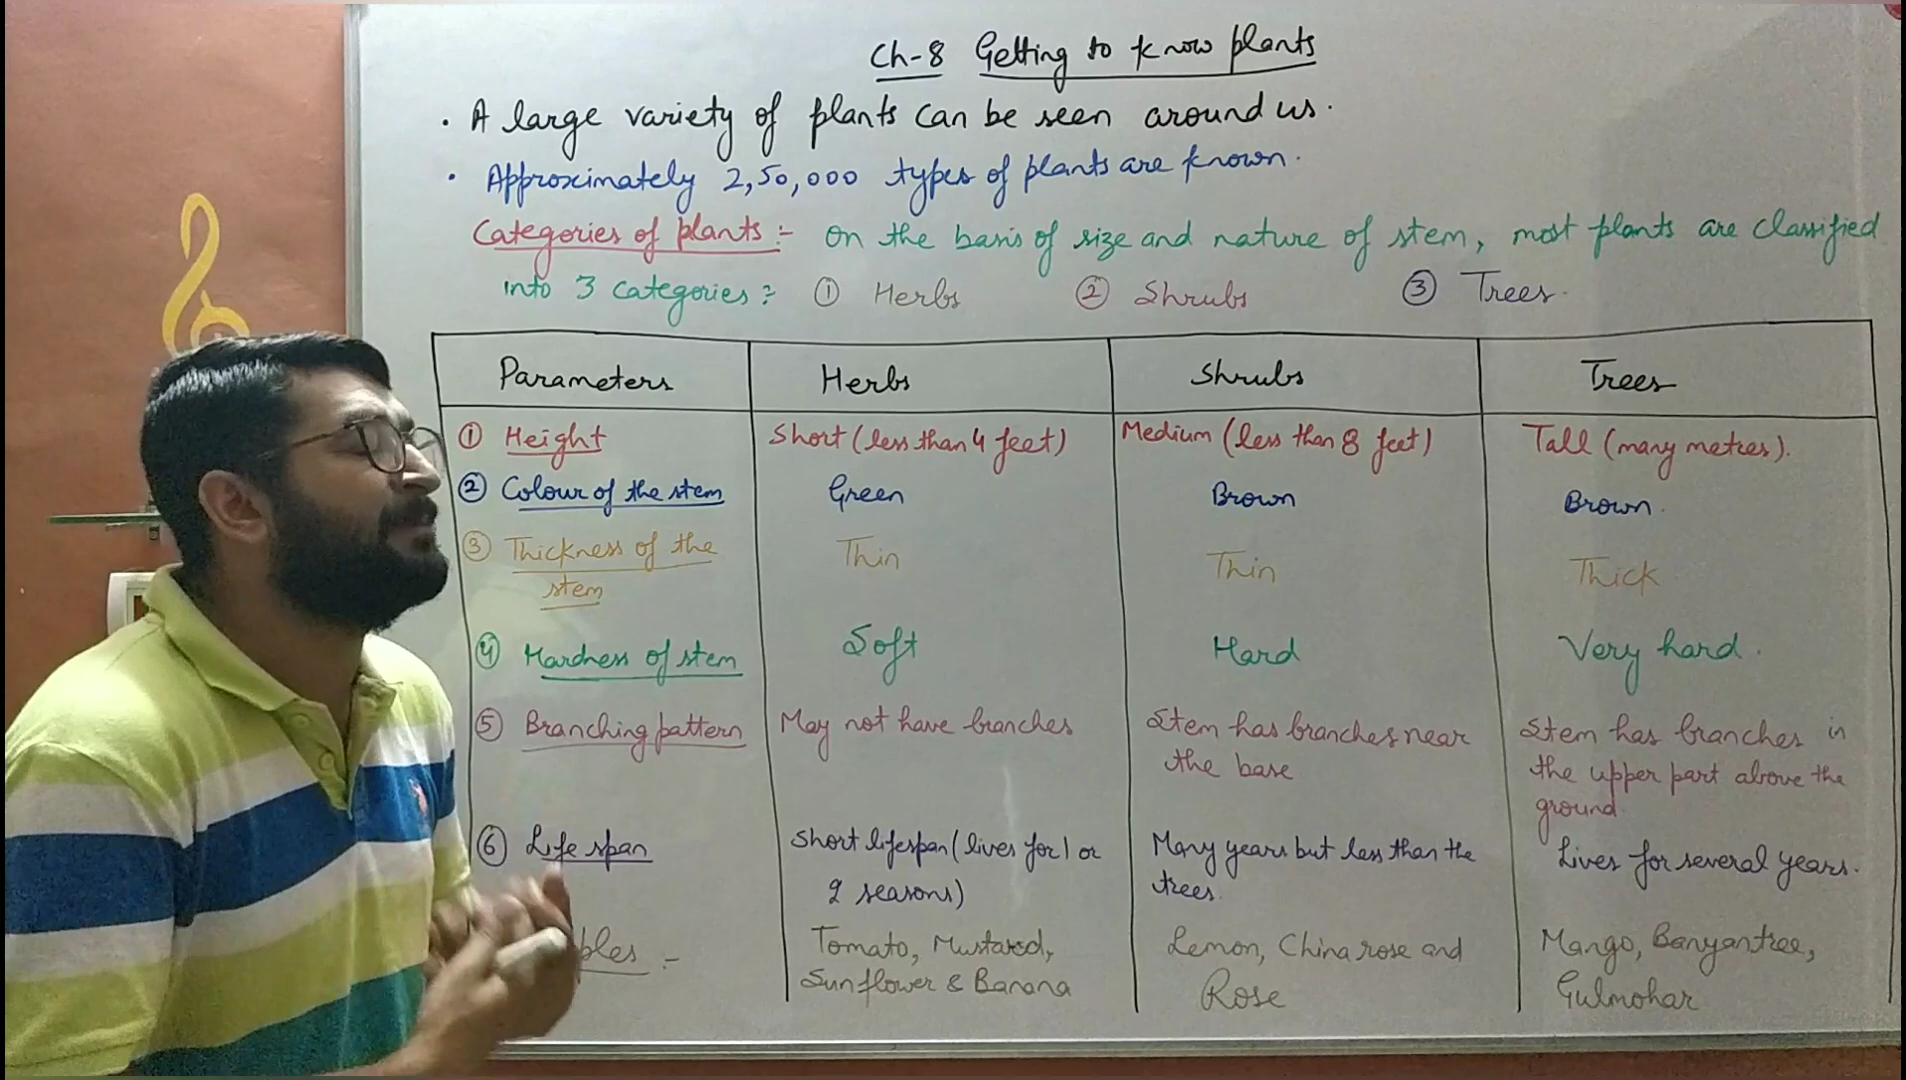 Ch-8 Getting to know plants
· A large variety of plants can be seen around us.
· Approximately 2,50,000 types of plants are known.
Categories of plants :- On the basis of size and nature of stem, most plants are classified
into 3 categories :- ① Herbs ② Shrubs ③ Trees.
Parameters Herbs Shrubs Trees
① Height Short (less than 4 feet) Medium (less than 8 feet) Tall (many metres).
② Colour of the stem Green Brown Brown.
③ Thickness of the Thin Thin Thick
stem
④ Hardness of stem Soft Hard Very hard.
⑤ Branching pattern May not have branches Stem has branches near Stem has branches in
the base the upper part above the
ground.
⑥ Life span Short lifespan (lives for 1 or Many years but less than the Lives for several years.
2 seasons) trees.
Tomato, Mustard, Lemon, China rose and Mango, Banyan tree,
Sunflower & Banana Rose Gulmohar